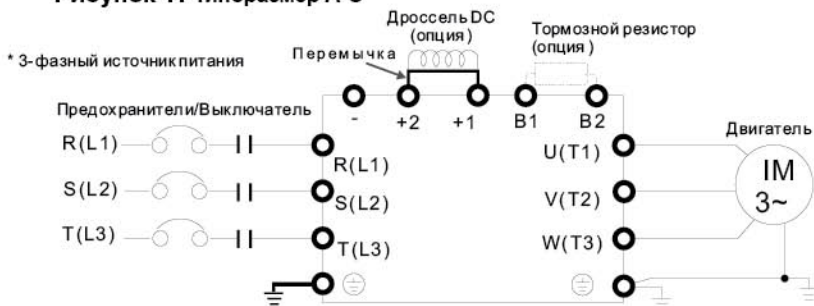 Дроссель DC
(опция)
Тормозной резистор
(опция)
* 3-фазный источник питания
Перемычка
Предохранители/Выключатель
- +2 +1 B1 B2
Двигатель
R(L1)
R(L1)
U(T1)
IM
3~
S(L2)
S(L2)
V(T2)
T(L3)
T(L3)
W(T3)